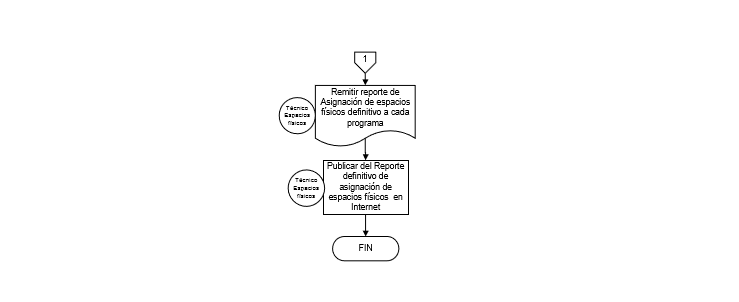 1
Remitir reporte de
Asignación de espacios
físicos definitivo a cada
programa
Técnico
Espacios
físicos
Publicar del Reporte
definitivo de
asignación de
espacios físicos en
Internet
Técnico
Espacios
físicos
FIN